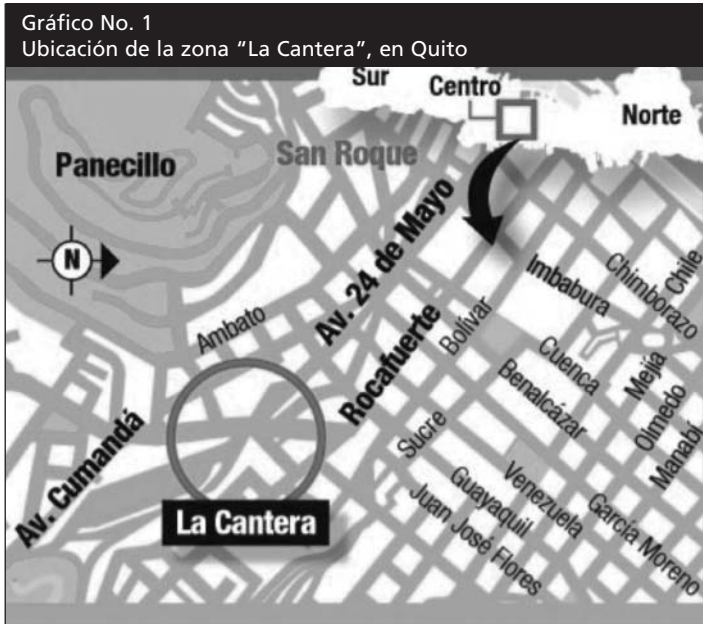 Gráfico No. 1
Ubicación de la zona “La Cantera”, en Quito
Sur
Centro
Norte
Panecillo
San Roque
N
Av. 24 de Mayo
Imbabura
Chimborazo
Chile
Ambato
Rocafuerte
Bolívar
Cuenca
Mejía
Benalcázar
Olmedo
Manabí
Sucre
Av. Cumandá
La Cantera
Guayaquil
Venezuela
García Moreno
Juan José Flores